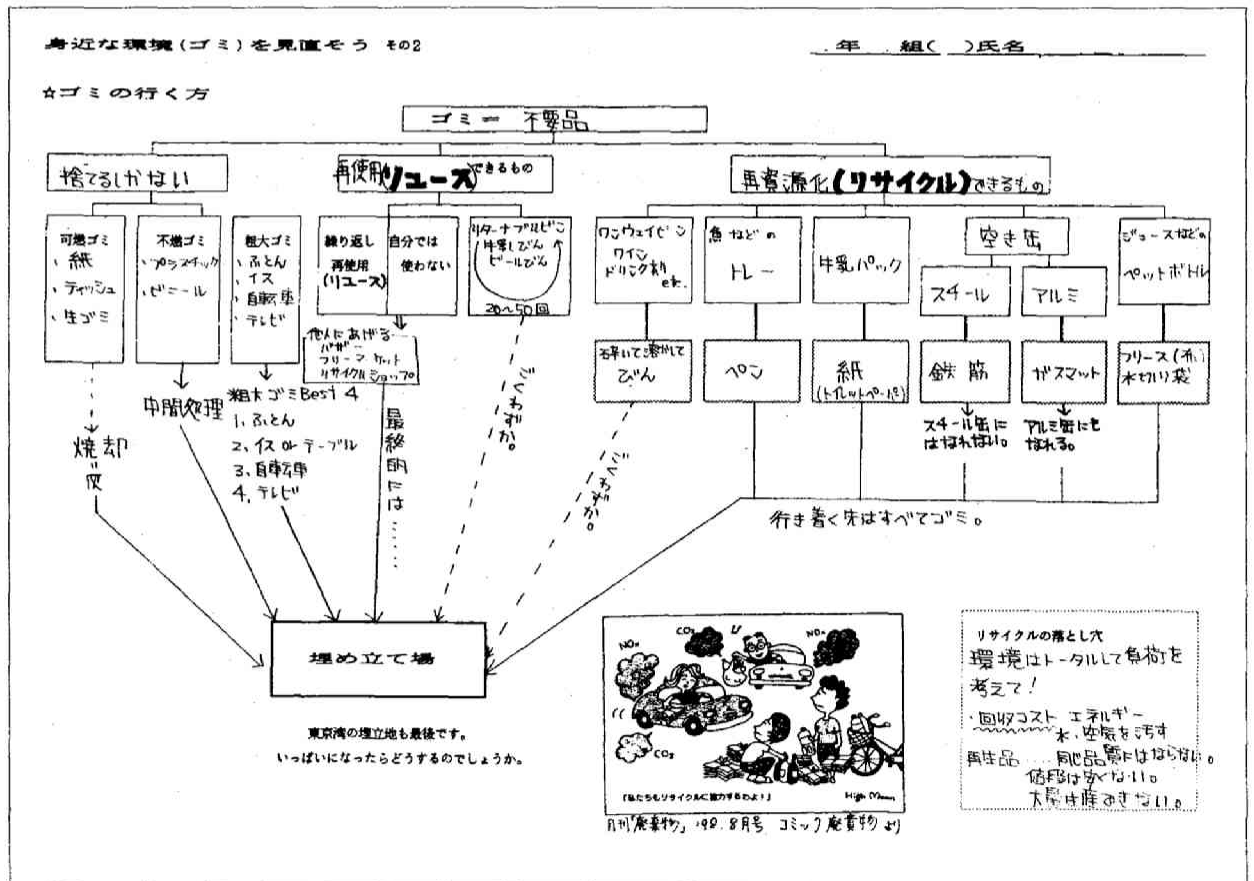 身近な環境(ゴミ)を見直そう その2
年 組( )氏名
☆ゴミの行く方
ゴミ＝ 不要品
捨てるしかない
再使用(リユース)できるもの
再資源化(リサイクル)できるもの
可燃ゴミ
、紙
、ティッシュ
、生ゴミ
不燃ゴミ
、プラスチック
、ビニール
粗大ゴミ
、ふとん
、イス
、自転車
、テレビ
繰り返し
再使用
(リユース)
自分では
使わない
リターナブルビン
牛乳びん
ビールびん
20〜50回
ワンウェイビン
ワイン
ドリンク剤
etc.
魚などの
トレー
牛乳パック
空き缶
スチール
アルミ
ジュースなどの
ペットボトル
他人にあげる
バザー
フリーマーケット
リサイクルショップ
砕いて溶かして
びん
ペン
紙
(トイレットペーパー)
鉄筋
ガスマット
フリース(布)
水切り袋
中間処理
焼却
灰
粗大ゴミBest 4
1、ふとん
2、イス or テーブル
3、自転車
4、テレビ
最終的には……
ごくわずか。
ごくわずか。
スチール缶に
はなれない。
アルミ缶にも
なれる。
行き着く先はすべてゴミ。
埋め立て場
東京湾の埋立地も最後です。
いっぱいになったらどうするのでしょうか。
NOx
CO2
NOx
CO2
「私たちもリサイクルに協力するわよ！」
High Moon
月刊「廃棄物」'98.8月号 コミック廃貴物より
リサイクルの落とし穴
環境はトータルして負荷を
考えて！
・回収コスト エネルギー
水、空気を汚す
再生品……同じ品質にはならない。
値段は安くない。
大量は作れない。